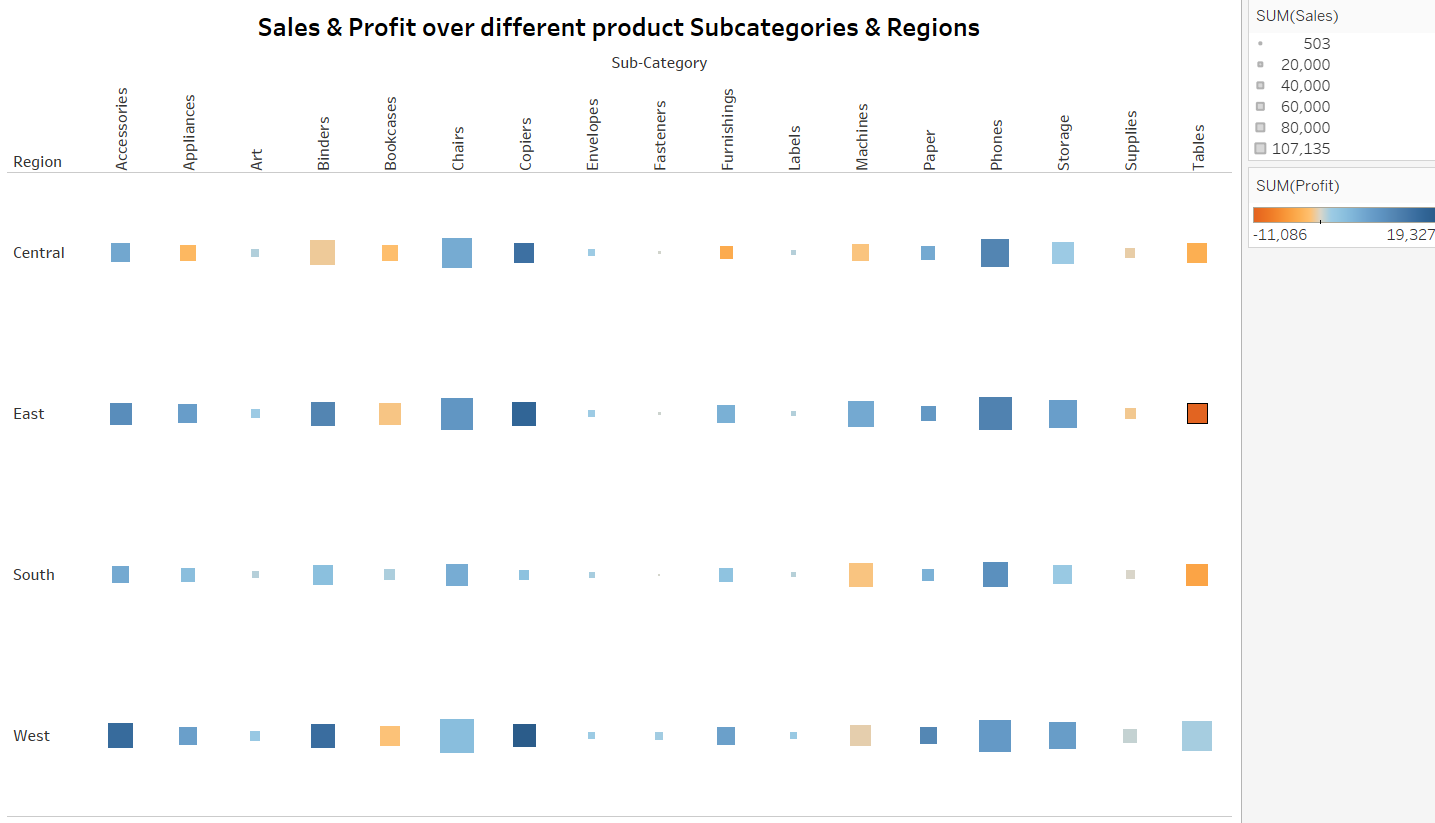 Sales & Profit over different product Subcategories & Regions
Sub-Category
Region Accessories Appliances Art Binders Bookcases Chairs Copiers Envelopes Fasteners Furnishings Labels Machines Paper Phones Storage Supplies Tables
Central
East
South
West
SUM(Sales)
503
20,000
40,000
60,000
80,000
107,135
SUM(Profit)
-11,086 19,327